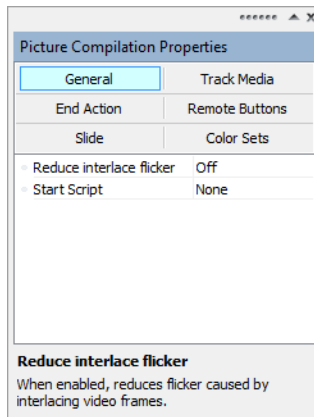 Picture Compilation Properties
General Track Media
End Action Remote Buttons
Slide Color Sets
Reduce interlace flicker Off
Start Script None
Reduce interlace flicker
When enabled, reduces flicker caused by
interlacing video frames.